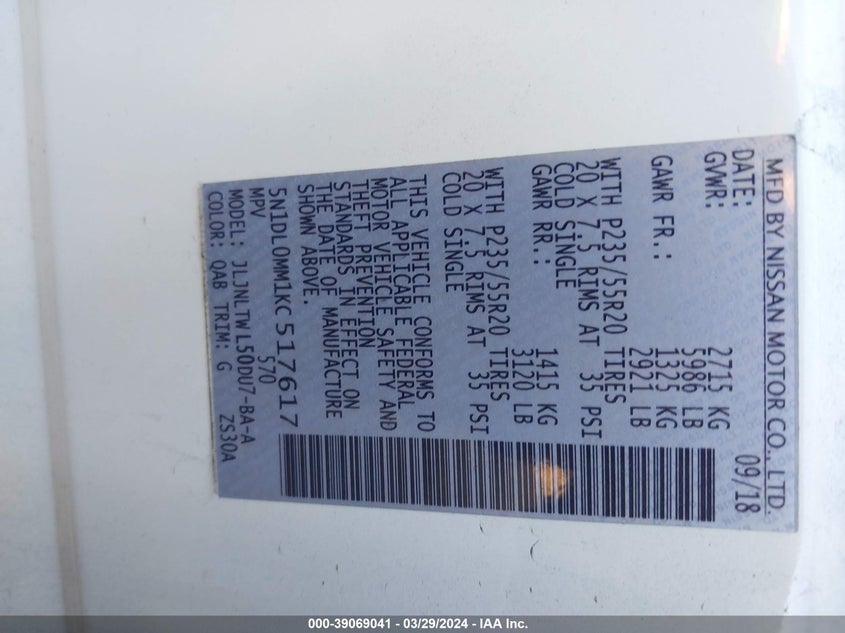 MFD BY NISSAN MOTOR CO., LTD.
DATE: 09/18
GVWR: 2715 KG
5986 LB
GAWR FR.: 1325 KG
2921 LB
WITH P235/55R20 TIRES
20 X 7.5 RIMS AT 35 PSI
COLD SINGLE
GAWR RR.: 1415 KG
3120 LB
WITH P235/55R20 TIRES
20 X 7.5 RIMS AT 35 PSI
COLD SINGLE
THIS VEHICLE CONFORMS TO
ALL APPLICABLE FEDERAL
MOTOR VEHICLE SAFETY AND
THEFT PREVENTION
STANDARDS IN EFFECT ON
THE DATE OF MANUFACTURE
SHOWN ABOVE.
5N1DL0MM1KC517617
MPV 570
MODEL: JLJNLTWL50DU7-BA-A
COLOR: QAB TRIM: G ZS30A
000-39069041 - 03/29/2024 - IAA Inc.